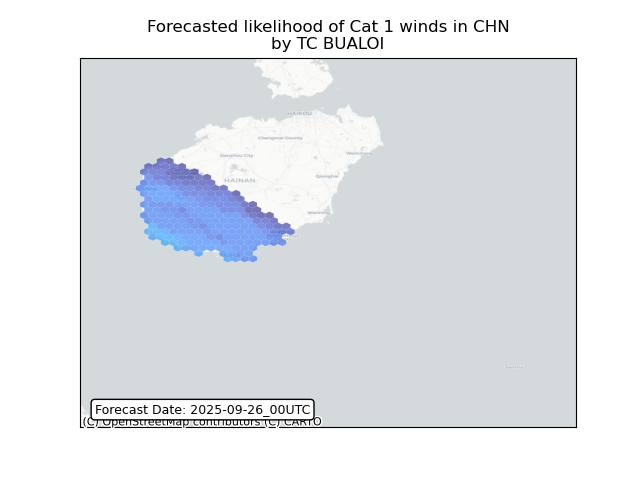 Forecasted likelihood of Cat 1 winds in CHN
by TC BUALOI
HAIKOU
Chengmai County
Danzhou City
HAINAN
Qionghai
Forecast Date: 2025-09-26_00UTC
(C) OpenStreetMap contributors (C) CARTO